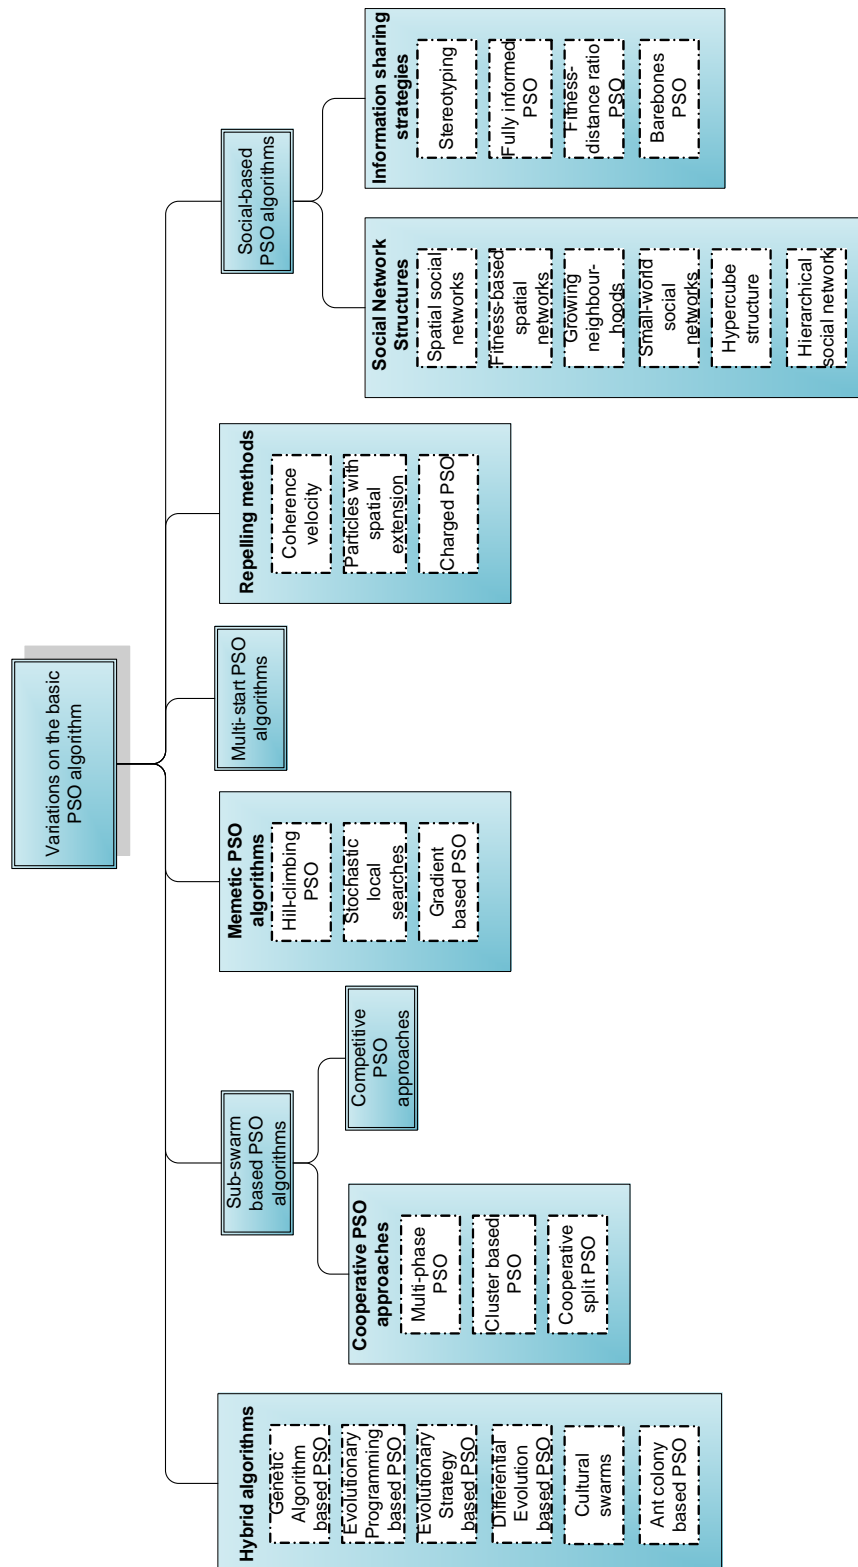 Variations on the basic
PSO algorithm
Hybrid algorithms
Genetic
Algorithm
based PSO
Evolutionary
Programming
based PSO
Evolutionary
Strategy
based PSO
Differential
Evolution
based PSO
Cultural
swarms
Ant colony
based PSO
Sub-swarm
based PSO
algorithms
Cooperative PSO
approaches
Multi-phase
PSO
Cluster based
PSO
Cooperative
split PSO
Competitive
PSO
approaches
Memetic PSO
algorithms
Hill-climbing
PSO
Stochastic
local
searches
Gradient
based PSO
Multi-start PSO
algorithms
Repelling methods
Coherence
velocity
Particles with
spatial
extension
Charged PSO
Social-based
PSO algorithms
Social Network
Structures
Spatial social
networks
Fitness-based
spatial
networks
Growing
neighbour-
hoods
Small-world
social
networks
Hypercube
structure
Hierarchical
social network
Information sharing
strategies
Stereotyping
Fully informed
PSO
Fitness-
distance ratio
PSO
Barebones
PSO